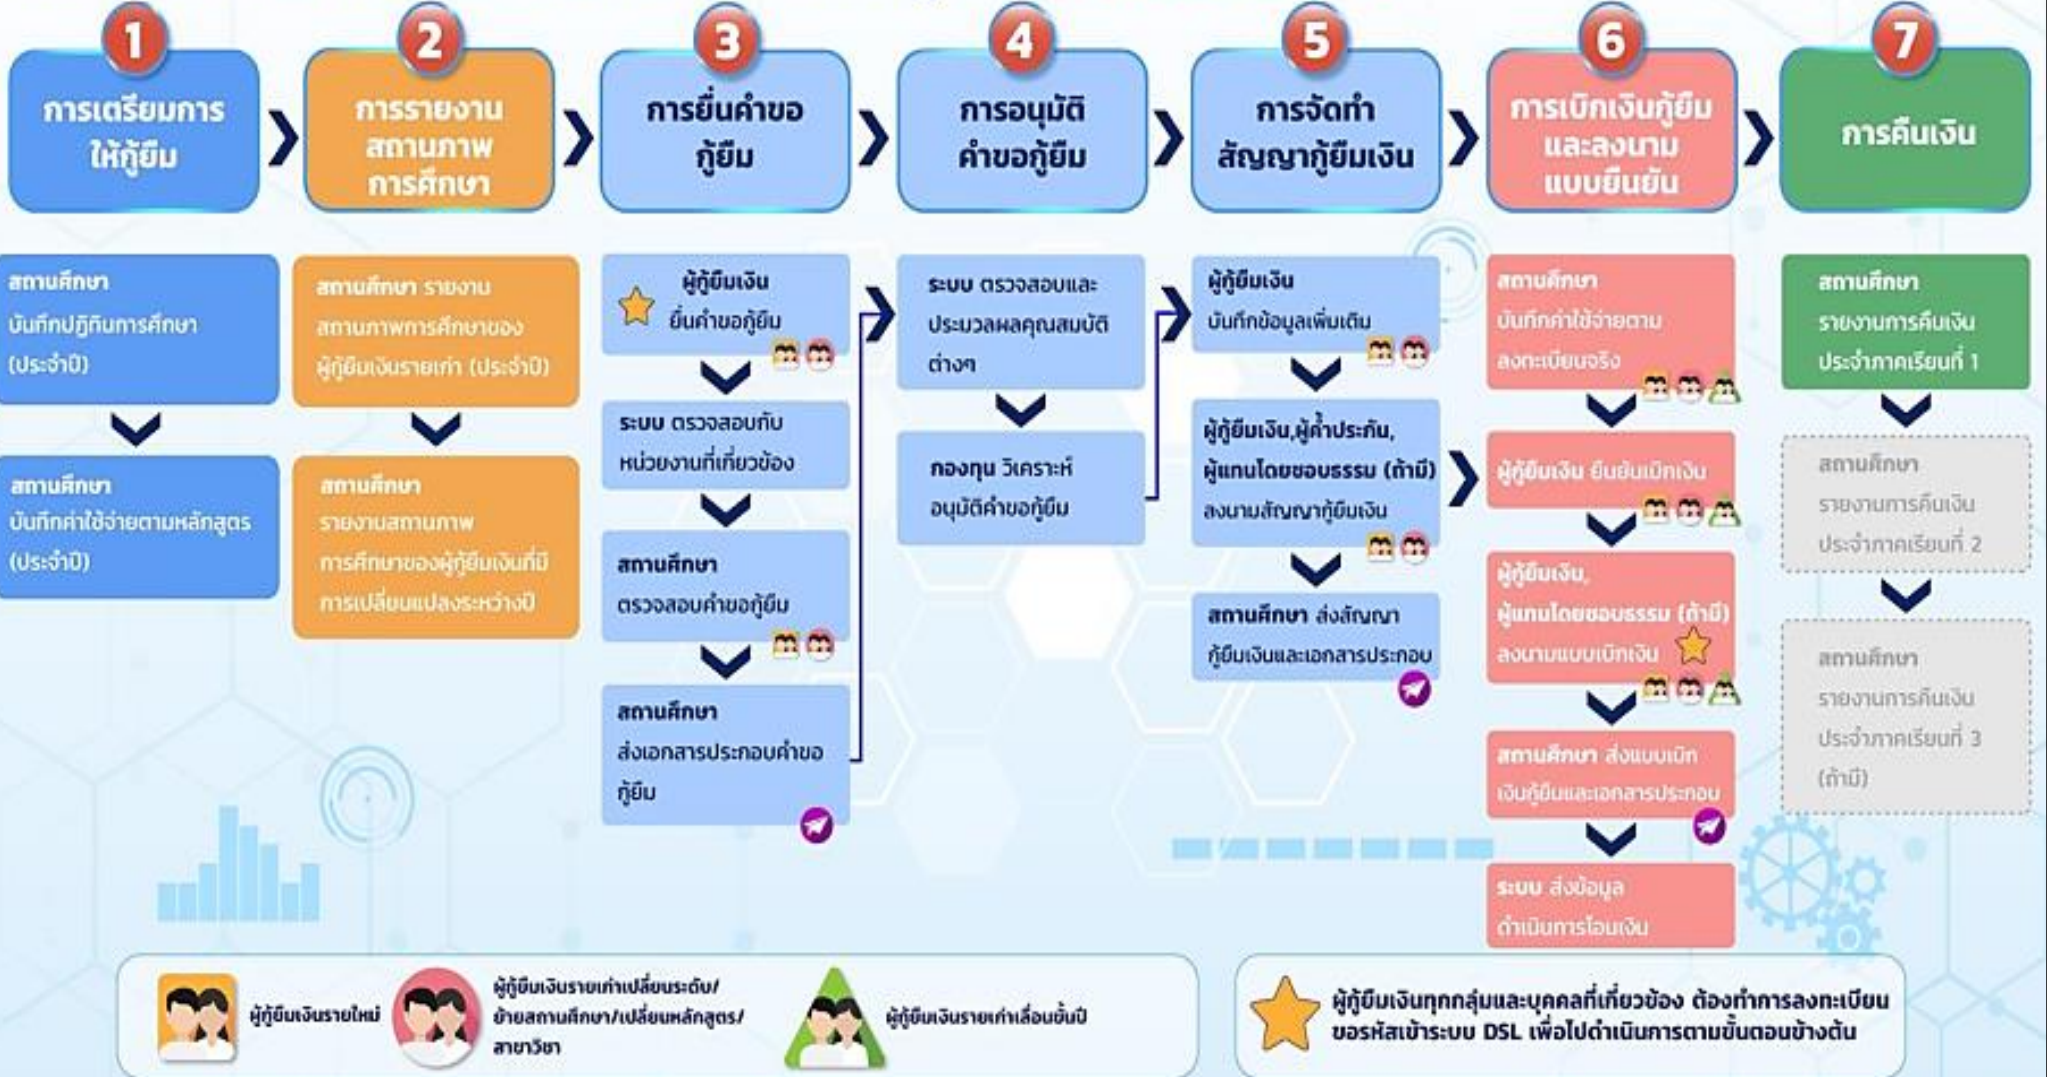 1
การเตรียมการ
ให้กู้ยืม
2
การรายงาน
สถานภาพ
การศึกษา
3
การยื่นคำขอ
กู้ยืม
4
การอนุมัติ
คำขอกู้ยืม
5
การจัดทำ
สัญญากู้ยืมเงิน
6
การเบิกเงินกู้ยืม
และลงนาม
แบบยืนยัน
7
การคืนเงิน
สถานศึกษา
บันทึกปฏิทินการศึกษา
(ประจำปี)
สถานศึกษา
บันทึกค่าใช้จ่ายตามหลักสูตร
(ประจำปี)
สถานศึกษา รายงาน
สถานภาพการศึกษาของ
ผู้กู้ยืมเงินรายเก่า (ประจำปี)
สถานศึกษา
รายงานสถานภาพ
การศึกษาของผู้กู้ยืมเงินที่มี
การเปลี่ยนแปลงระหว่างปี
ผู้กู้ยืมเงิน
ยื่นคำขอกู้ยืม
ระบบ ตรวจสอบกับ
หน่วยงานที่เกี่ยวข้อง
สถานศึกษา
ตรวจสอบคำขอกู้ยืม
สถานศึกษา
ส่งเอกสารประกอบคำขอ
กู้ยืม
ระบบ ตรวจสอบและ
ประมวลผลคุณสมบัติ
ต่างๆ
กองทุน วิเคราะห์
อนุมัติคำขอกู้ยืม
ผู้กู้ยืมเงิน
บันทึกข้อมูลเพิ่มเติม
ผู้กู้ยืมเงิน,ผู้ค้ำประกัน,
ผู้แทนโดยชอบธรรม (ถ้ามี)
ลงนามสัญญากู้ยืมเงิน
สถานศึกษา ส่งสัญญา
กู้ยืมเงินและเอกสารประกอบ
สถานศึกษา
บันทึกค่าใช้จ่ายตาม
ลงทะเบียนจริง
ผู้กู้ยืมเงิน ยืนยันเบิกเงิน
ผู้กู้ยืมเงิน,
ผู้แทนโดยชอบธรรม (ถ้ามี)
ลงนามแบบเบิกเงิน
สถานศึกษา ส่งแบบเบิก
เงินกู้ยืมและเอกสารประกอบ
ระบบ ส่งข้อมูล
ดำเนินการโอนเงิน
สถานศึกษา
รายงานการคืนเงิน
ประจำภาคเรียนที่ 1
สถานศึกษา
รายงานการคืนเงิน
ประจำภาคเรียนที่ 2
สถานศึกษา
รายงานการคืนเงิน
ประจำภาคเรียนที่ 3
(ถ้ามี)
ผู้กู้ยืมเงินรายใหม่
ผู้กู้ยืมเงินรายเก่าเปลี่ยนระดับ/
ย้ายสถานศึกษา/เปลี่ยนหลักสูตร/
สาขาวิชา
ผู้กู้ยืมเงินรายเก่าเลื่อนชั้นปี
ผู้กู้ยืมเงินทุกกลุ่มและบุคคลที่เกี่ยวข้อง ต้องทำการลงทะเบียน
ขอรหัสเข้าระบบ DSL เพื่อไปดำเนินการตามขั้นตอนข้างต้น